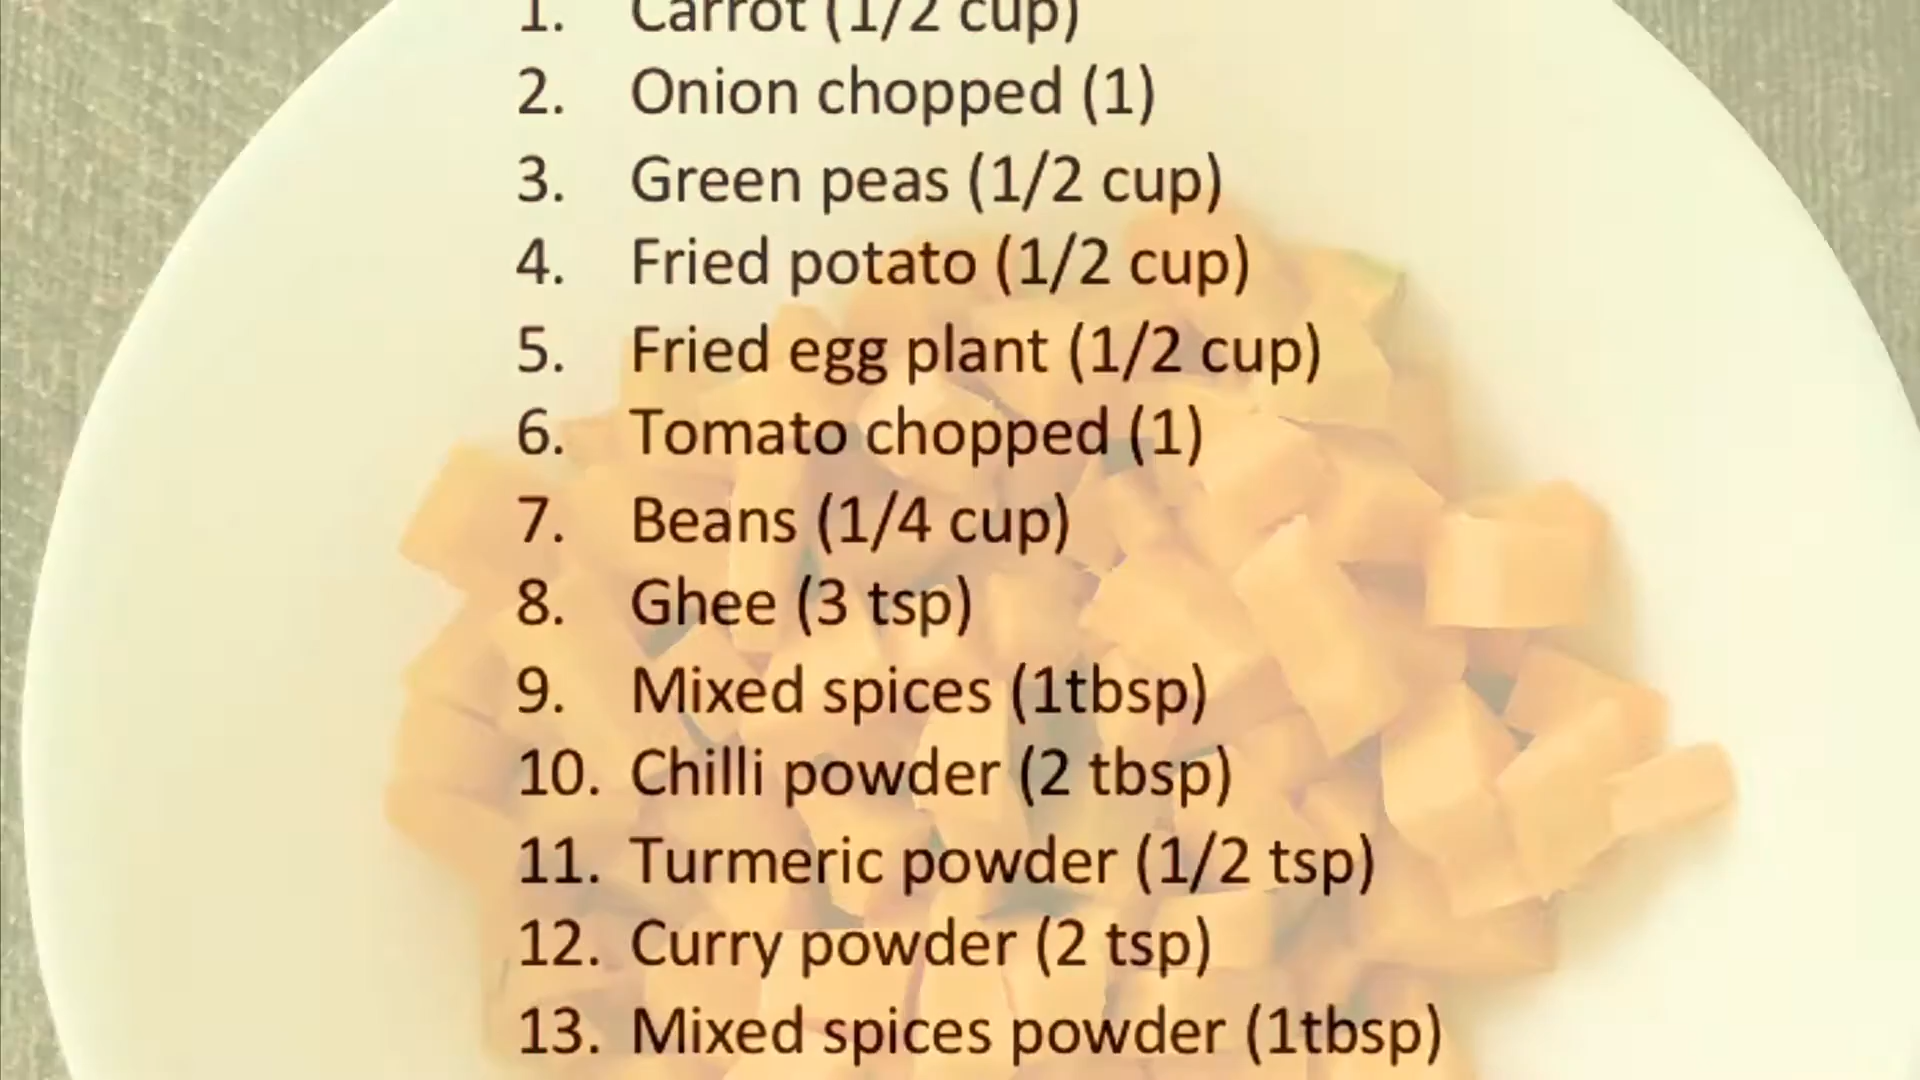 1. Carrot (1/2 cup)
2. Onion chopped (1)
3. Green peas (1/2 cup)
4. Fried potato (1/2 cup)
5. Fried egg plant (1/2 cup)
6. Tomato chopped (1)
7. Beans (1/4 cup)
8. Ghee (3 tsp)
9. Mixed spices (1tbsp)
10. Chilli powder (2 tbsp)
11. Turmeric powder (1/2 tsp)
12. Curry powder (2 tsp)
13. Mixed spices powder (1tbsp)